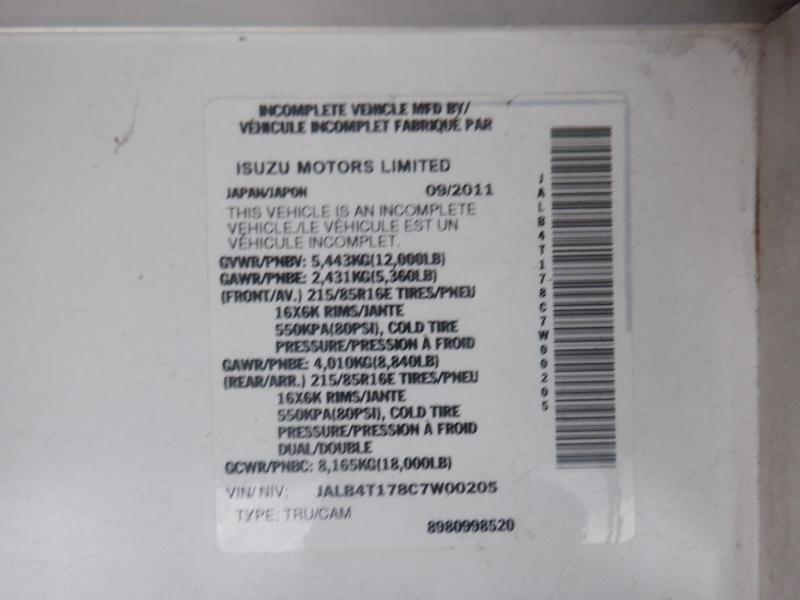 INCOMPLETE VEHICLE MFD BY/
VÉHICULE INCOMPLET FABRIQUÉ PAR
ISUZU MOTORS LIMITED
JAPAN/JAPON 09/2011
THIS VEHICLE IS AN INCOMPLETE
VEHICLE./LE VÉHICULE EST UN
VÉHICULE INCOMPLET.
GVWR/PNBV: 5,443KG(12,000LB)
GAWR/PNBE: 2,431KG(5,360LB)
(FRONT/AV.) 215/85R16E TIRES/PNEU
16X6K RIMS/JANTE
550KPA(80PSI), COLD TIRE
PRESSURE/PRESSION À FROID
GAWR/PNBE: 4,010KG(8,840LB)
(REAR/ARR.) 215/85R16E TIRES/PNEU
16X6K RIMS/JANTE
550KPA(80PSI), COLD TIRE
PRESSURE/PRESSION À FROID
DUAL/DOUBLE
GCWR/PNBC: 8,165KG(18,000LB)
VIN/NIV: JALB4T178C7W00205
TYPE: TRU/CAM
8980998520
JALB4T178C7W00205